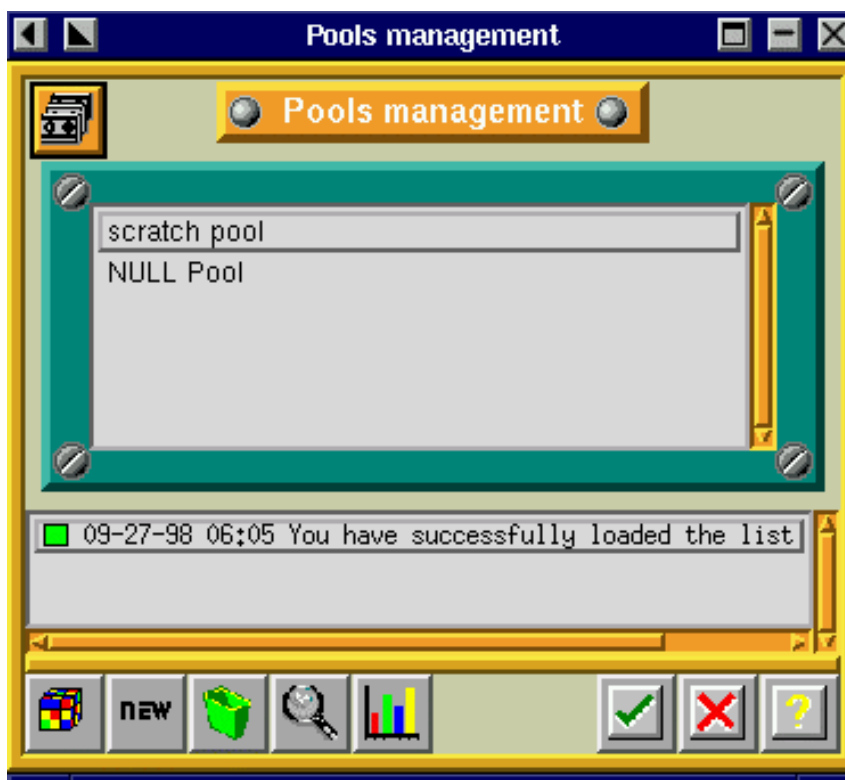 Pools management
Pools management
scratch pool
NULL Pool
09-27-98 06:05 You have successfully loaded the list
NEW
?